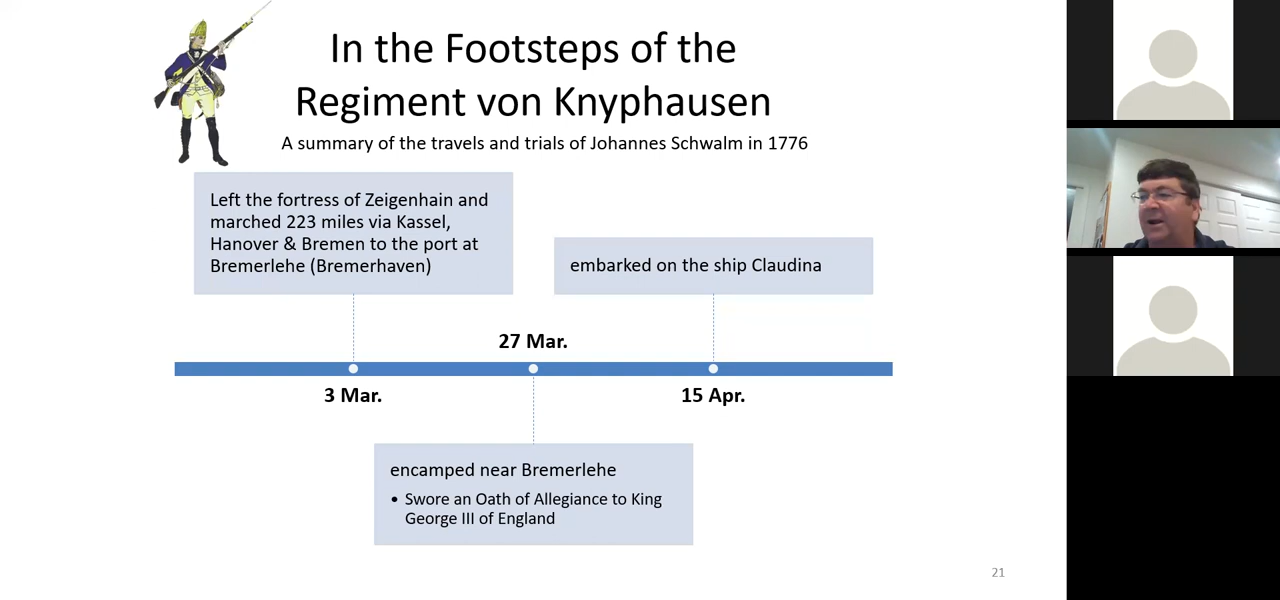 In the Footsteps of the
Regiment von Knyphausen
A summary of the travels and trials of Johannes Schwalm in 1776
Left the fortress of Zeigenhain and
marched 223 miles via Kassel,
Hanover & Bremen to the port at
Bremerlehe (Bremerhaven)
embarked on the ship Claudina
27 Mar.
3 Mar.
15 Apr.
encamped near Bremerlehe
• Swore an Oath of Allegiance to King
George III of England
21